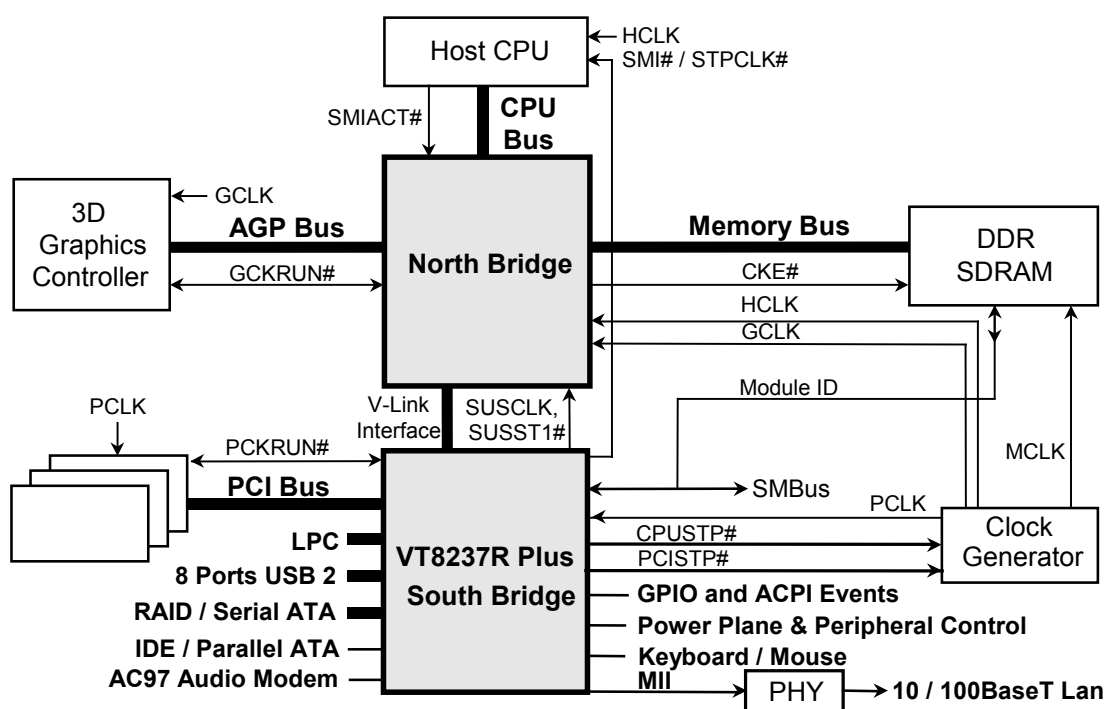 Host CPU
HCLK
SMI# / STPCLK#
SMIACT#
CPU
Bus
3D
Graphics
Controller
GCLK
AGP Bus
GCKRUN#
North Bridge
Memory Bus
CKE#
HCLK
GCLK
DDR
SDRAM
Module ID
MCLK
V-Link
Interface
SUSCLK,
SUSST1#
PCLK
PCKRUN#
PCI Bus
SMBus
PCLK
CPUSTP#
PCISTP#
Clock
Generator
VT8237R Plus
South Bridge
LPC
8 Ports USB 2
RAID / Serial ATA
IDE / Parallel ATA
AC97 Audio Modem
GPIO and ACPI Events
Power Plane & Peripheral Control
Keyboard / Mouse
MII
PHY
10 / 100BaseT Lan